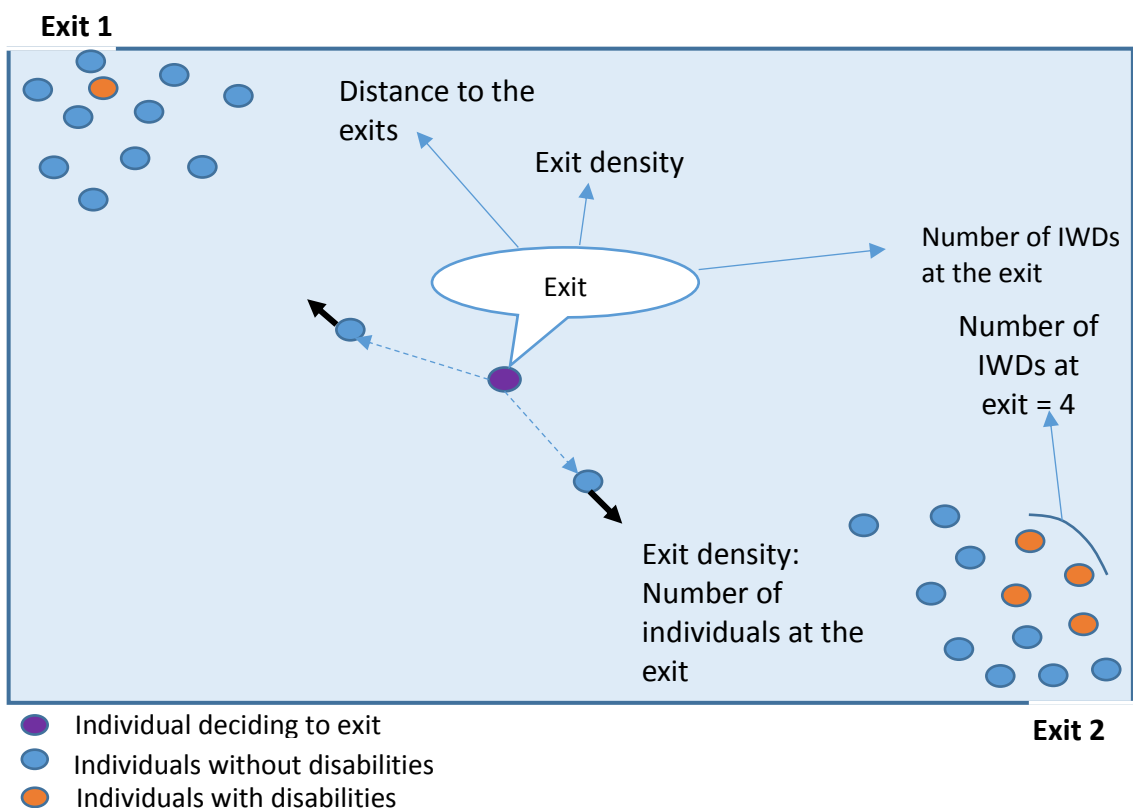 Exit 1
Distance to the
exits
Exit density
Number of IWDs
at the exit
Exit
Number of
IWDs at
exit = 4
Exit density:
Number of
individuals at the
exit
Exit 2
Individual deciding to exit
Individuals without disabilities
Individuals with disabilities